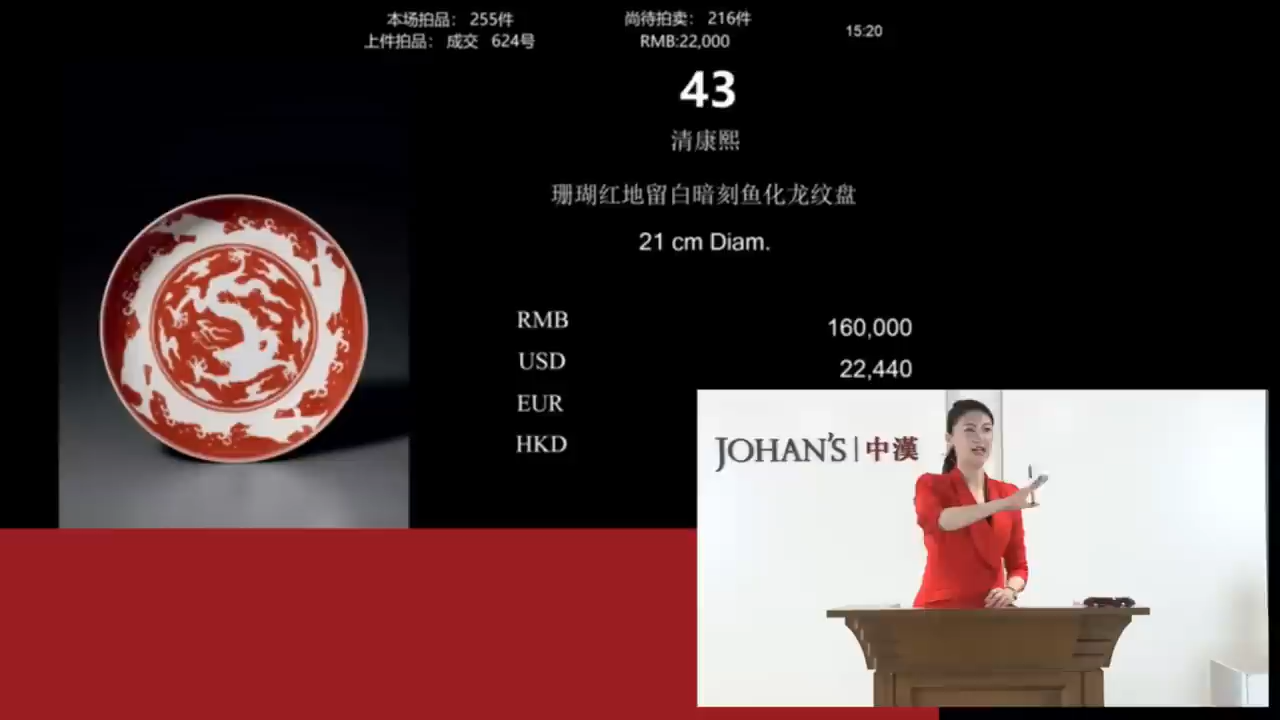 本场拍品： 255件
尚待拍卖： 216件
上件拍品： 成交 624号
RMB:22,000
15:20
43
清康熙
珊瑚红地留白暗刻鱼化龙纹盘
21 cm Diam.
RMB 160,000
USD 22,440
EUR
HKD
JOHAN'S | 中漢